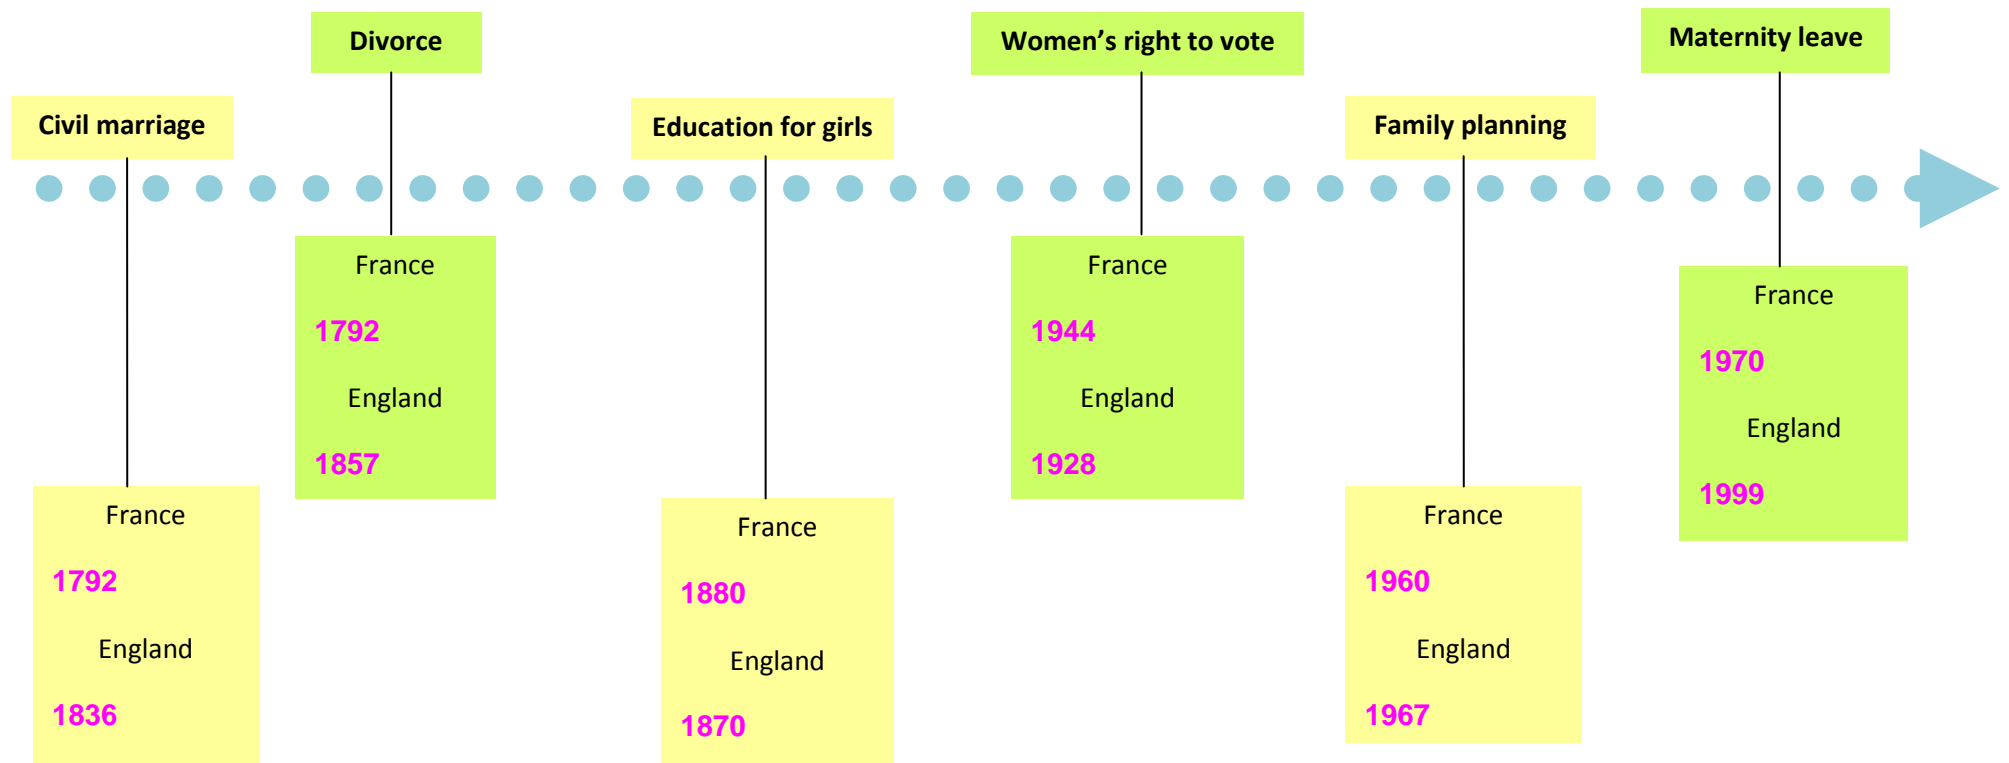 Civil marriage
France
1792
England
1836
Divorce
France
1792
England
1857
Education for girls
France
1880
England
1870
Women’s right to vote
France
1944
England
1928
Family planning
France
1960
England
1967
Maternity leave
France
1970
England
1999